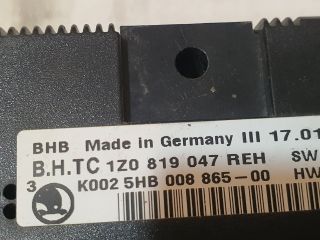 BHB Made in Germany III 17.01
B.H.TC 1Z0 819 047 REH SW
3 K002 5HB 008 865-00 HW